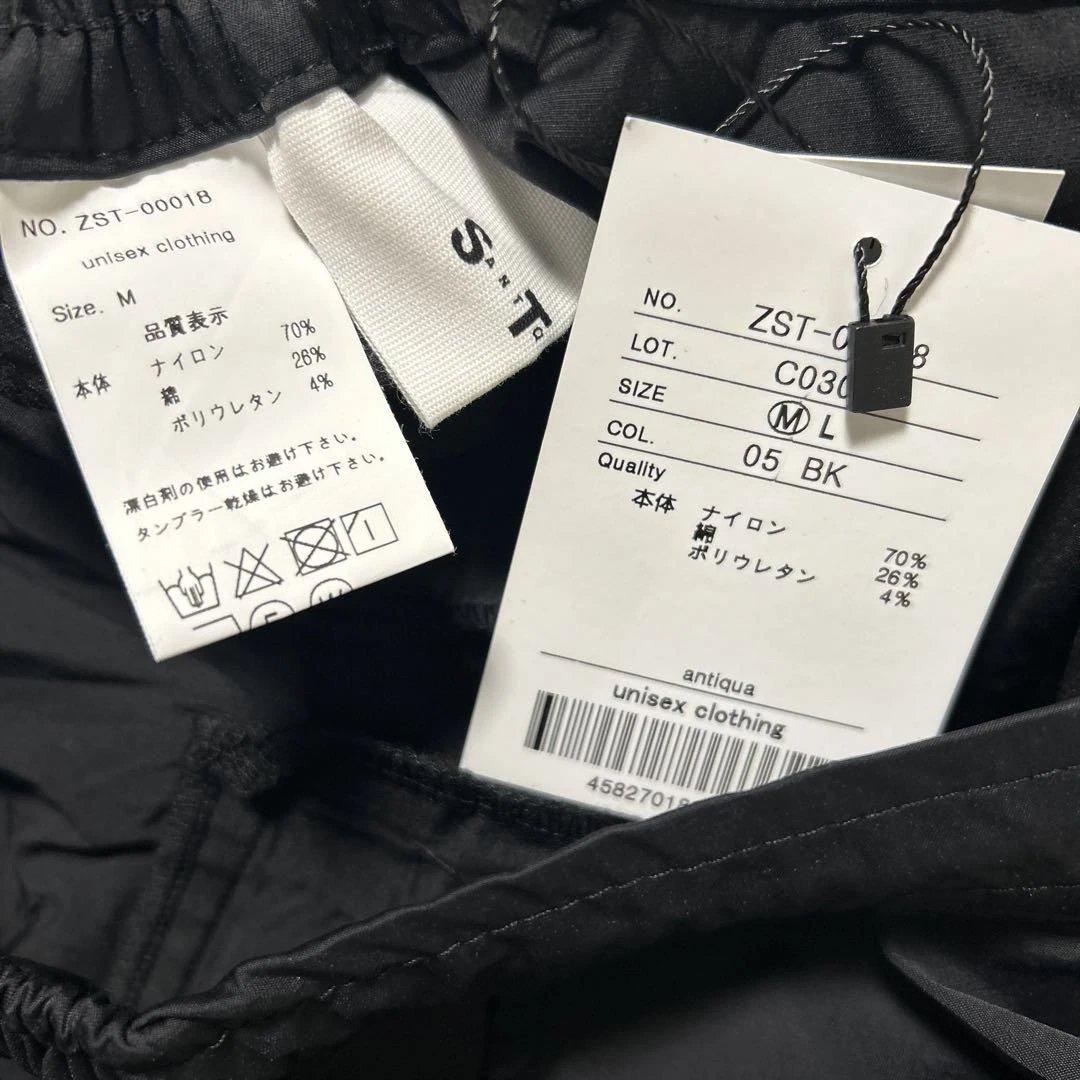 NO. ZST-00018
unisex clothing
Size. M
品質表示
本体 ナイロン 70%
綿 26%
ポリウレタン 4%
漂白剤の使用はお避け下さい。
タンブラー乾燥はお避け下さい。
NO. ZST-0 8
LOT. C030
SIZE M L
COL. 05 BK
Quality
本体 ナイロン 70%
綿 26%
ポリウレタン 4%
antiqua
unisex clothing